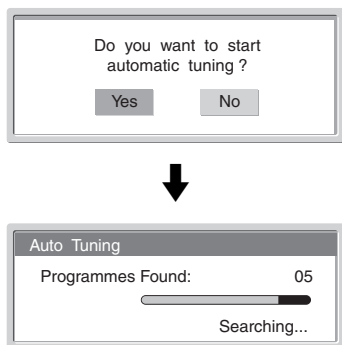 Do you want to start
automatic tuning ?
Yes No
Auto Tuning
Programmes Found: 05
Searching...